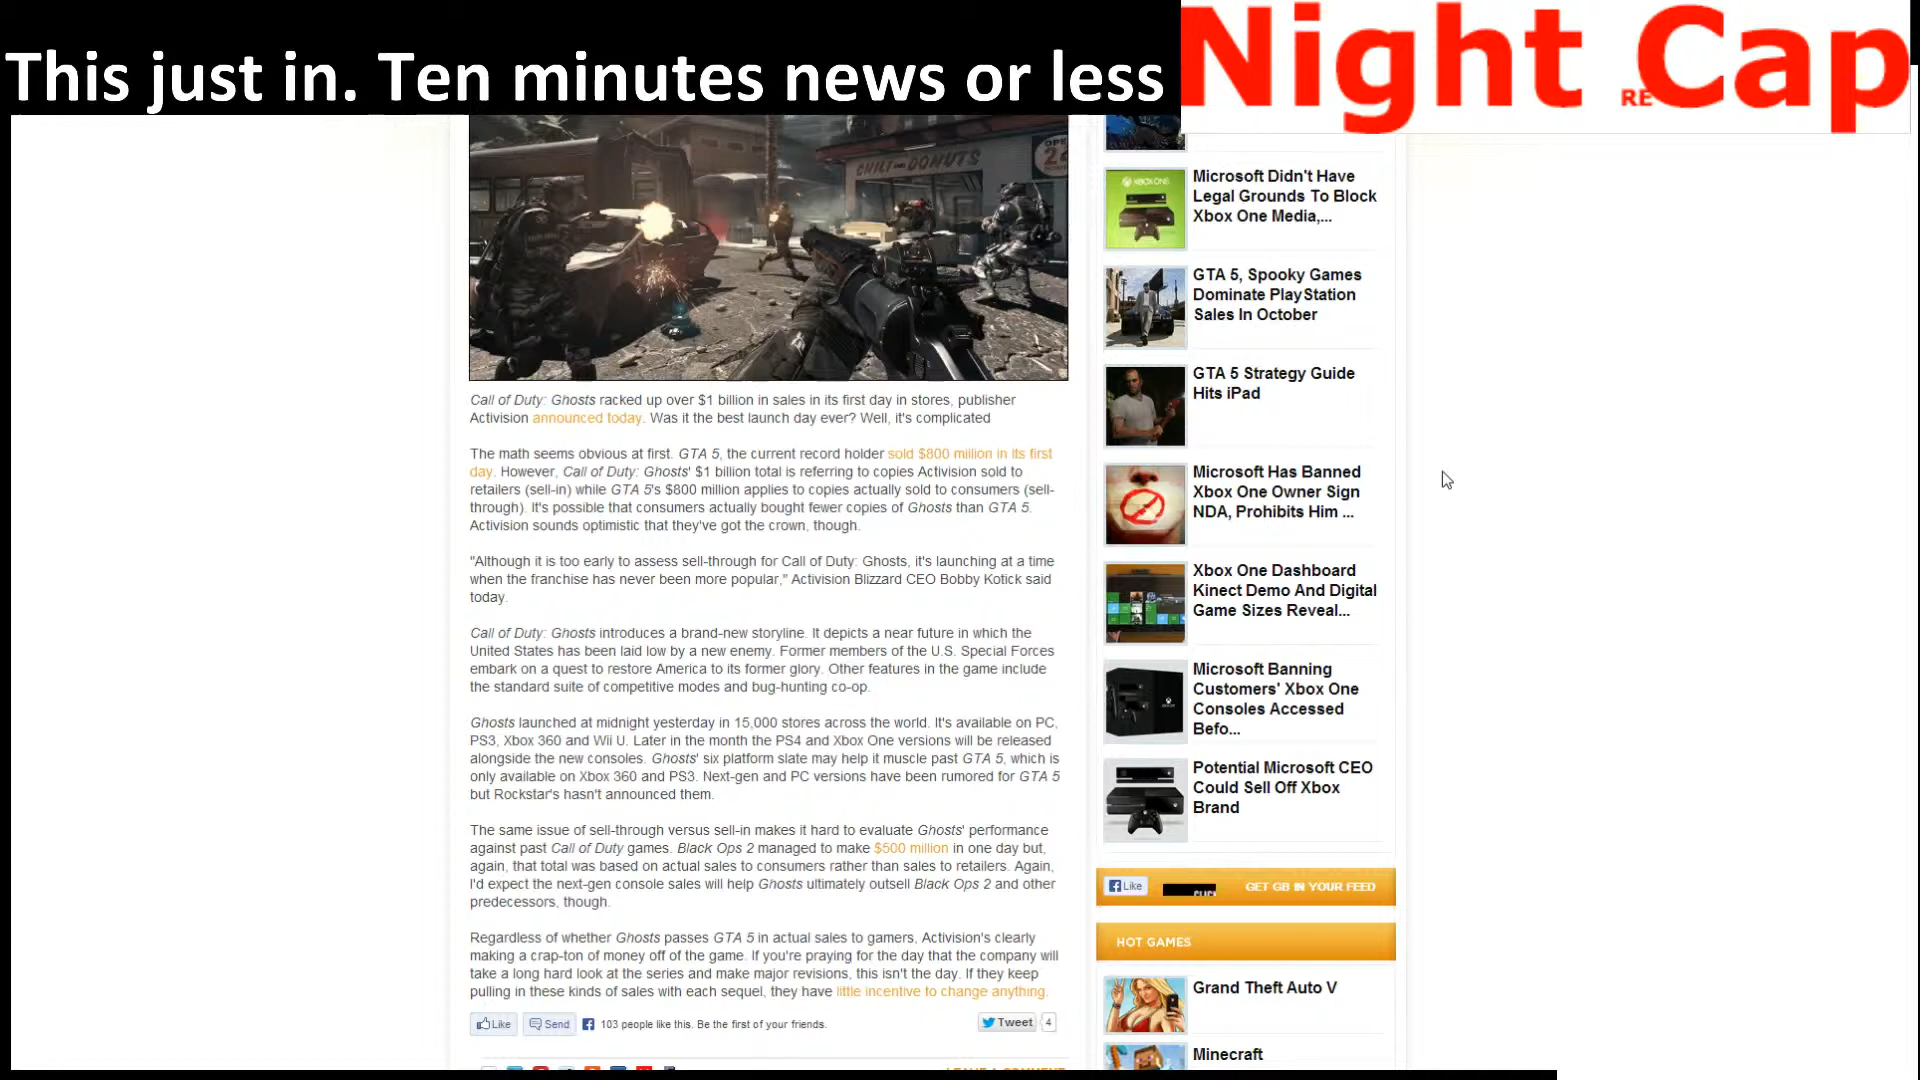 This just in. Ten minutes news or less
Night Cap
RE
CHILI AND DONUTS
Call of Duty: Ghosts racked up over $1 billion in sales in its first day in stores, publisher
Activision announced today. Was it the best launch day ever? Well, it's complicated
The math seems obvious at first. GTA 5, the current record holder sold $800 million in its first
day. However, Call of Duty: Ghosts' $1 billion total is referring to copies Activision sold to
retailers (sell-in) while GTA 5's $800 million applies to copies actually sold to consumers (sell-
through). It's possible that consumers actually bought fewer copies of Ghosts than GTA 5.
Activision sounds optimistic that they've got the crown, though.
"Although it is too early to assess sell-through for Call of Duty: Ghosts, it's launching at a time
when the franchise has never been more popular," Activision Blizzard CEO Bobby Kotick said
today.
Call of Duty: Ghosts introduces a brand-new storyline. It depicts a near future in which the
United States has been laid low by a new enemy. Former members of the U.S. Special Forces
embark on a quest to restore America to its former glory. Other features in the game include
the standard suite of competitive modes and bug-hunting co-op.
Ghosts launched at midnight yesterday in 15,000 stores across the world. It's available on PC,
PS3, Xbox 360 and Wii U. Later in the month the PS4 and Xbox One versions will be released
alongside the new consoles. Ghosts' six platform slate may help it muscle past GTA 5, which is
only available on Xbox 360 and PS3. Next-gen and PC versions have been rumored for GTA 5
but Rockstar's hasn't announced them.
The same issue of sell-through versus sell-in makes it hard to evaluate Ghosts' performance
against past Call of Duty games. Black Ops 2 managed to make $500 million in one day but,
again, that total was based on actual sales to consumers rather than sales to retailers. Again,
I'd expect the next-gen console sales will help Ghosts ultimately outsell Black Ops 2 and other
predecessors, though.
Regardless of whether Ghosts passes GTA 5 in actual sales to gamers, Activision's clearly
making a crap-ton of money off of the game. If you're praying for the day that the company will
take a long hard look at the series and make major revisions, this isn't the day. If they keep
pulling in these kinds of sales with each sequel, they have little incentive to change anything.
Like Send 103 people like this. Be the first of your friends. Tweet 4
Microsoft Didn't Have
Legal Grounds To Block
Xbox One Media,...
XBOX ONE
GTA 5, Spooky Games
Dominate PlayStation
Sales In October
GTA 5 Strategy Guide
Hits iPad
Microsoft Has Banned
Xbox One Owner Sign
NDA, Prohibits Him ...
Xbox One Dashboard
Kinect Demo And Digital
Game Sizes Reveal...
Microsoft Banning
Customers' Xbox One
Consoles Accessed
Befo...
Potential Microsoft CEO
Could Sell Off Xbox
Brand
Like GET GB IN YOUR FEED
HOT GAMES
Grand Theft Auto V
Minecraft